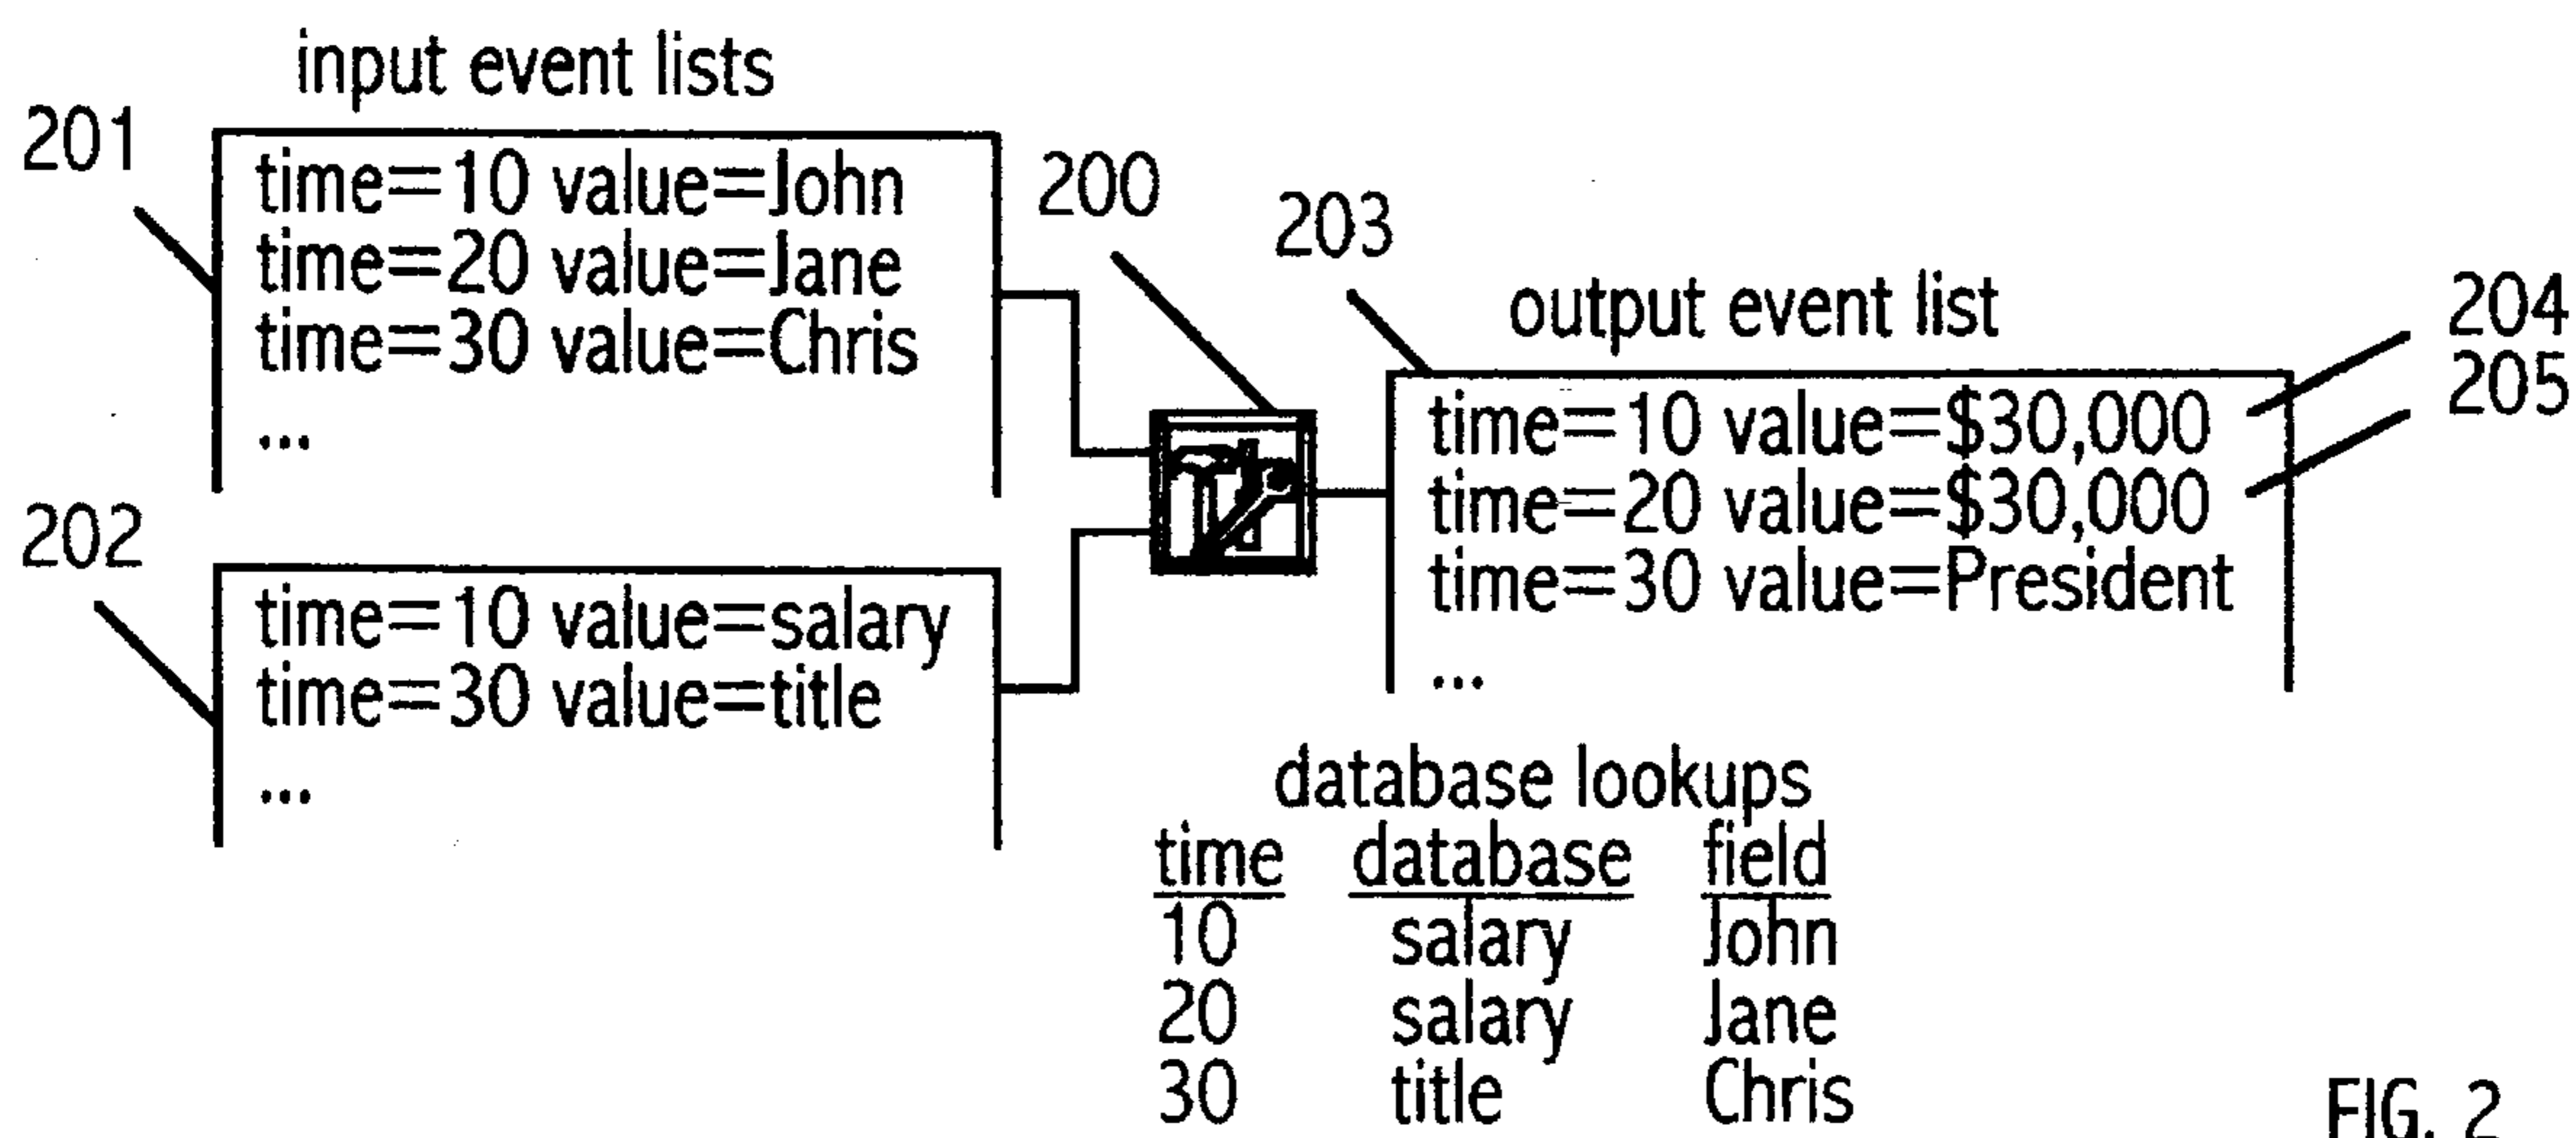 input event lists
201
time=10 value=John
time=20 value=Jane
time=30 value=Chris
...
202
time=10 value=salary
time=30 value=title
...
200
203
output event list
204
205
time=10 value=$30,000
time=20 value=$30,000
time=30 value=President
...
database lookups
time database field
10 salary John
20 salary Jane
30 title Chris
FIG. 2